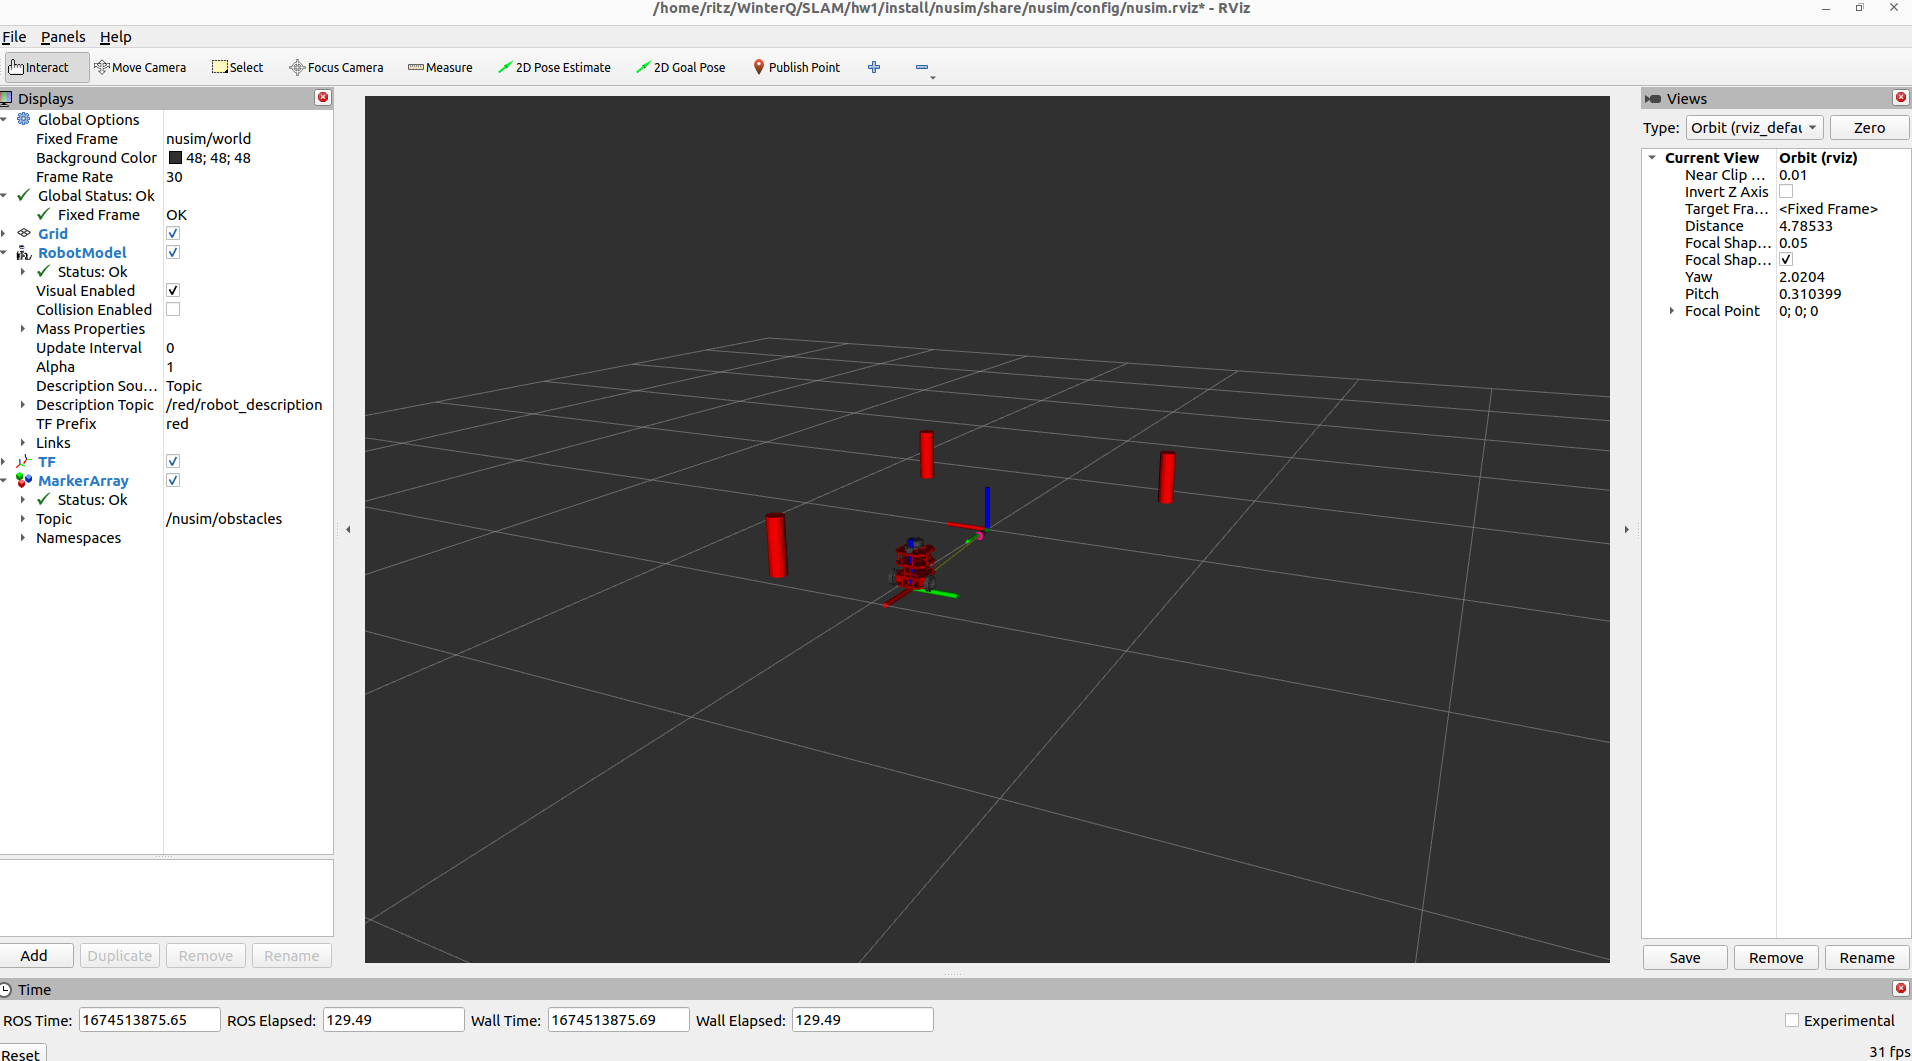 /home/ritz/WinterQ/SLAM/hw1/install/nusim/share/nusim/config/nusim.rviz* - RViz
File Panels Help
Interact Move Camera Select Focus Camera Measure 2D Pose Estimate 2D Goal Pose Publish Point
Displays
Global Options
Fixed Frame nusim/world
Background Color 48; 48; 48
Frame Rate 30
Global Status: Ok
Fixed Frame OK
Grid
RobotModel
Status: Ok
Visual Enabled
Collision Enabled
Mass Properties
Update Interval 0
Alpha 1
Description Sou... Topic
Description Topic /red/robot_description
TF Prefix red
Links
TF
MarkerArray
Status: Ok
Topic /nusim/obstacles
Namespaces
Add Duplicate Remove Rename
Views
Type: Orbit (rviz_defau Zero
Current View Orbit (rviz)
Near Clip ... 0.01
Invert Z Axis
Target Fra... <Fixed Frame>
Distance 4.78533
Focal Shap... 0.05
Focal Shap...
Yaw 2.0204
Pitch 0.310399
Focal Point 0; 0; 0
Save Remove Rename
Time
ROS Time: 1674513875.65 ROS Elapsed: 129.49 Wall Time: 1674513875.69 Wall Elapsed: 129.49 Experimental
Reset 31 fps